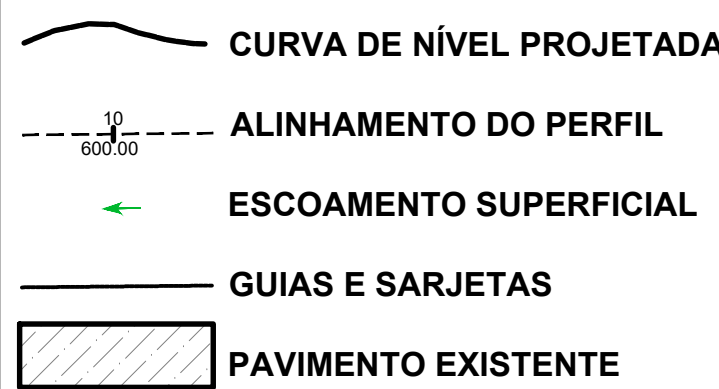 CURVA DE NÍVEL PROJETADA
10
600.00
ALINHAMENTO DO PERFIL
ESCOAMENTO SUPERFICIAL
GUIAS E SARJETAS
PAVIMENTO EXISTENTE